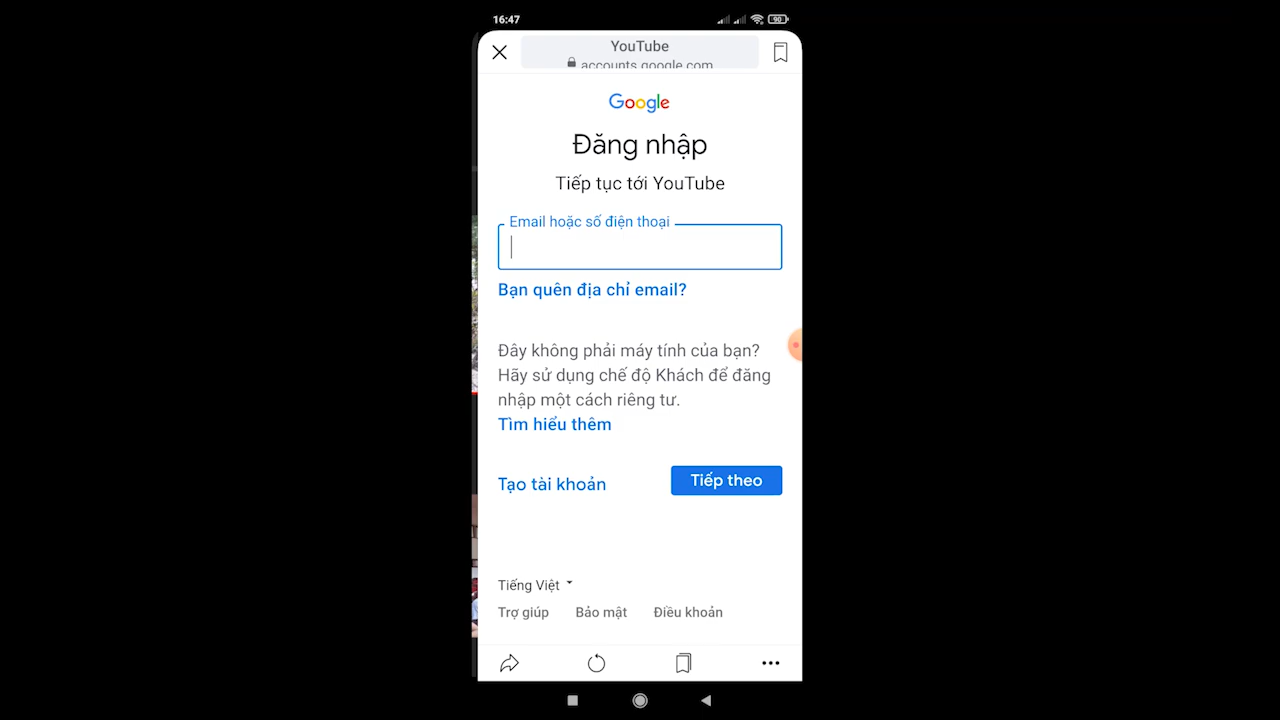 16:47
90
YouTube
accounts.google.com
Google
Đăng nhập
Tiếp tục tới YouTube
Email hoặc số điện thoại
Bạn quên địa chỉ email?
Đây không phải máy tính của bạn?
Hãy sử dụng chế độ Khách để đăng
nhập một cách riêng tư.
Tìm hiểu thêm
Tạo tài khoản
Tiếp theo
Tiếng Việt
Trợ giúp Bảo mật Điều khoản